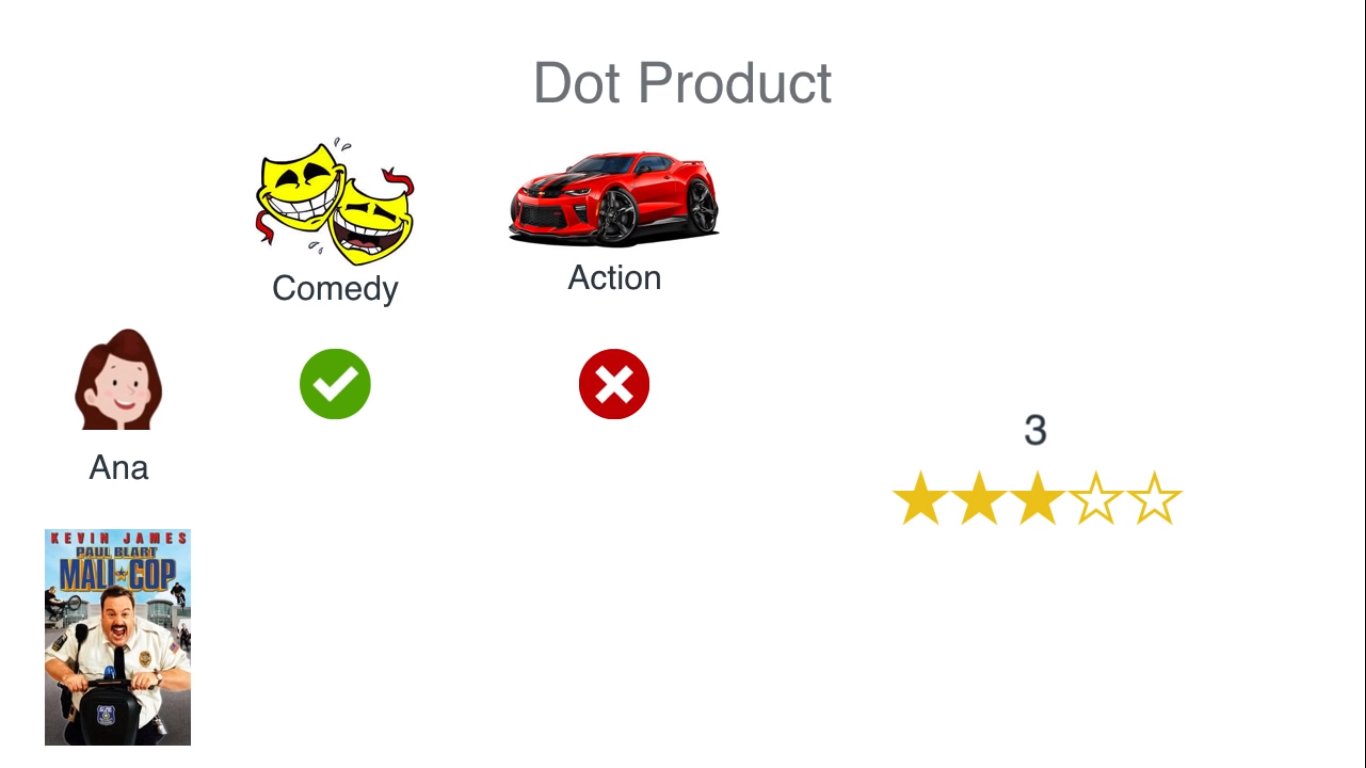 Dot Product
Comedy
Action
Ana
3
KEVIN JAMES
PAUL BLART
MALL COP